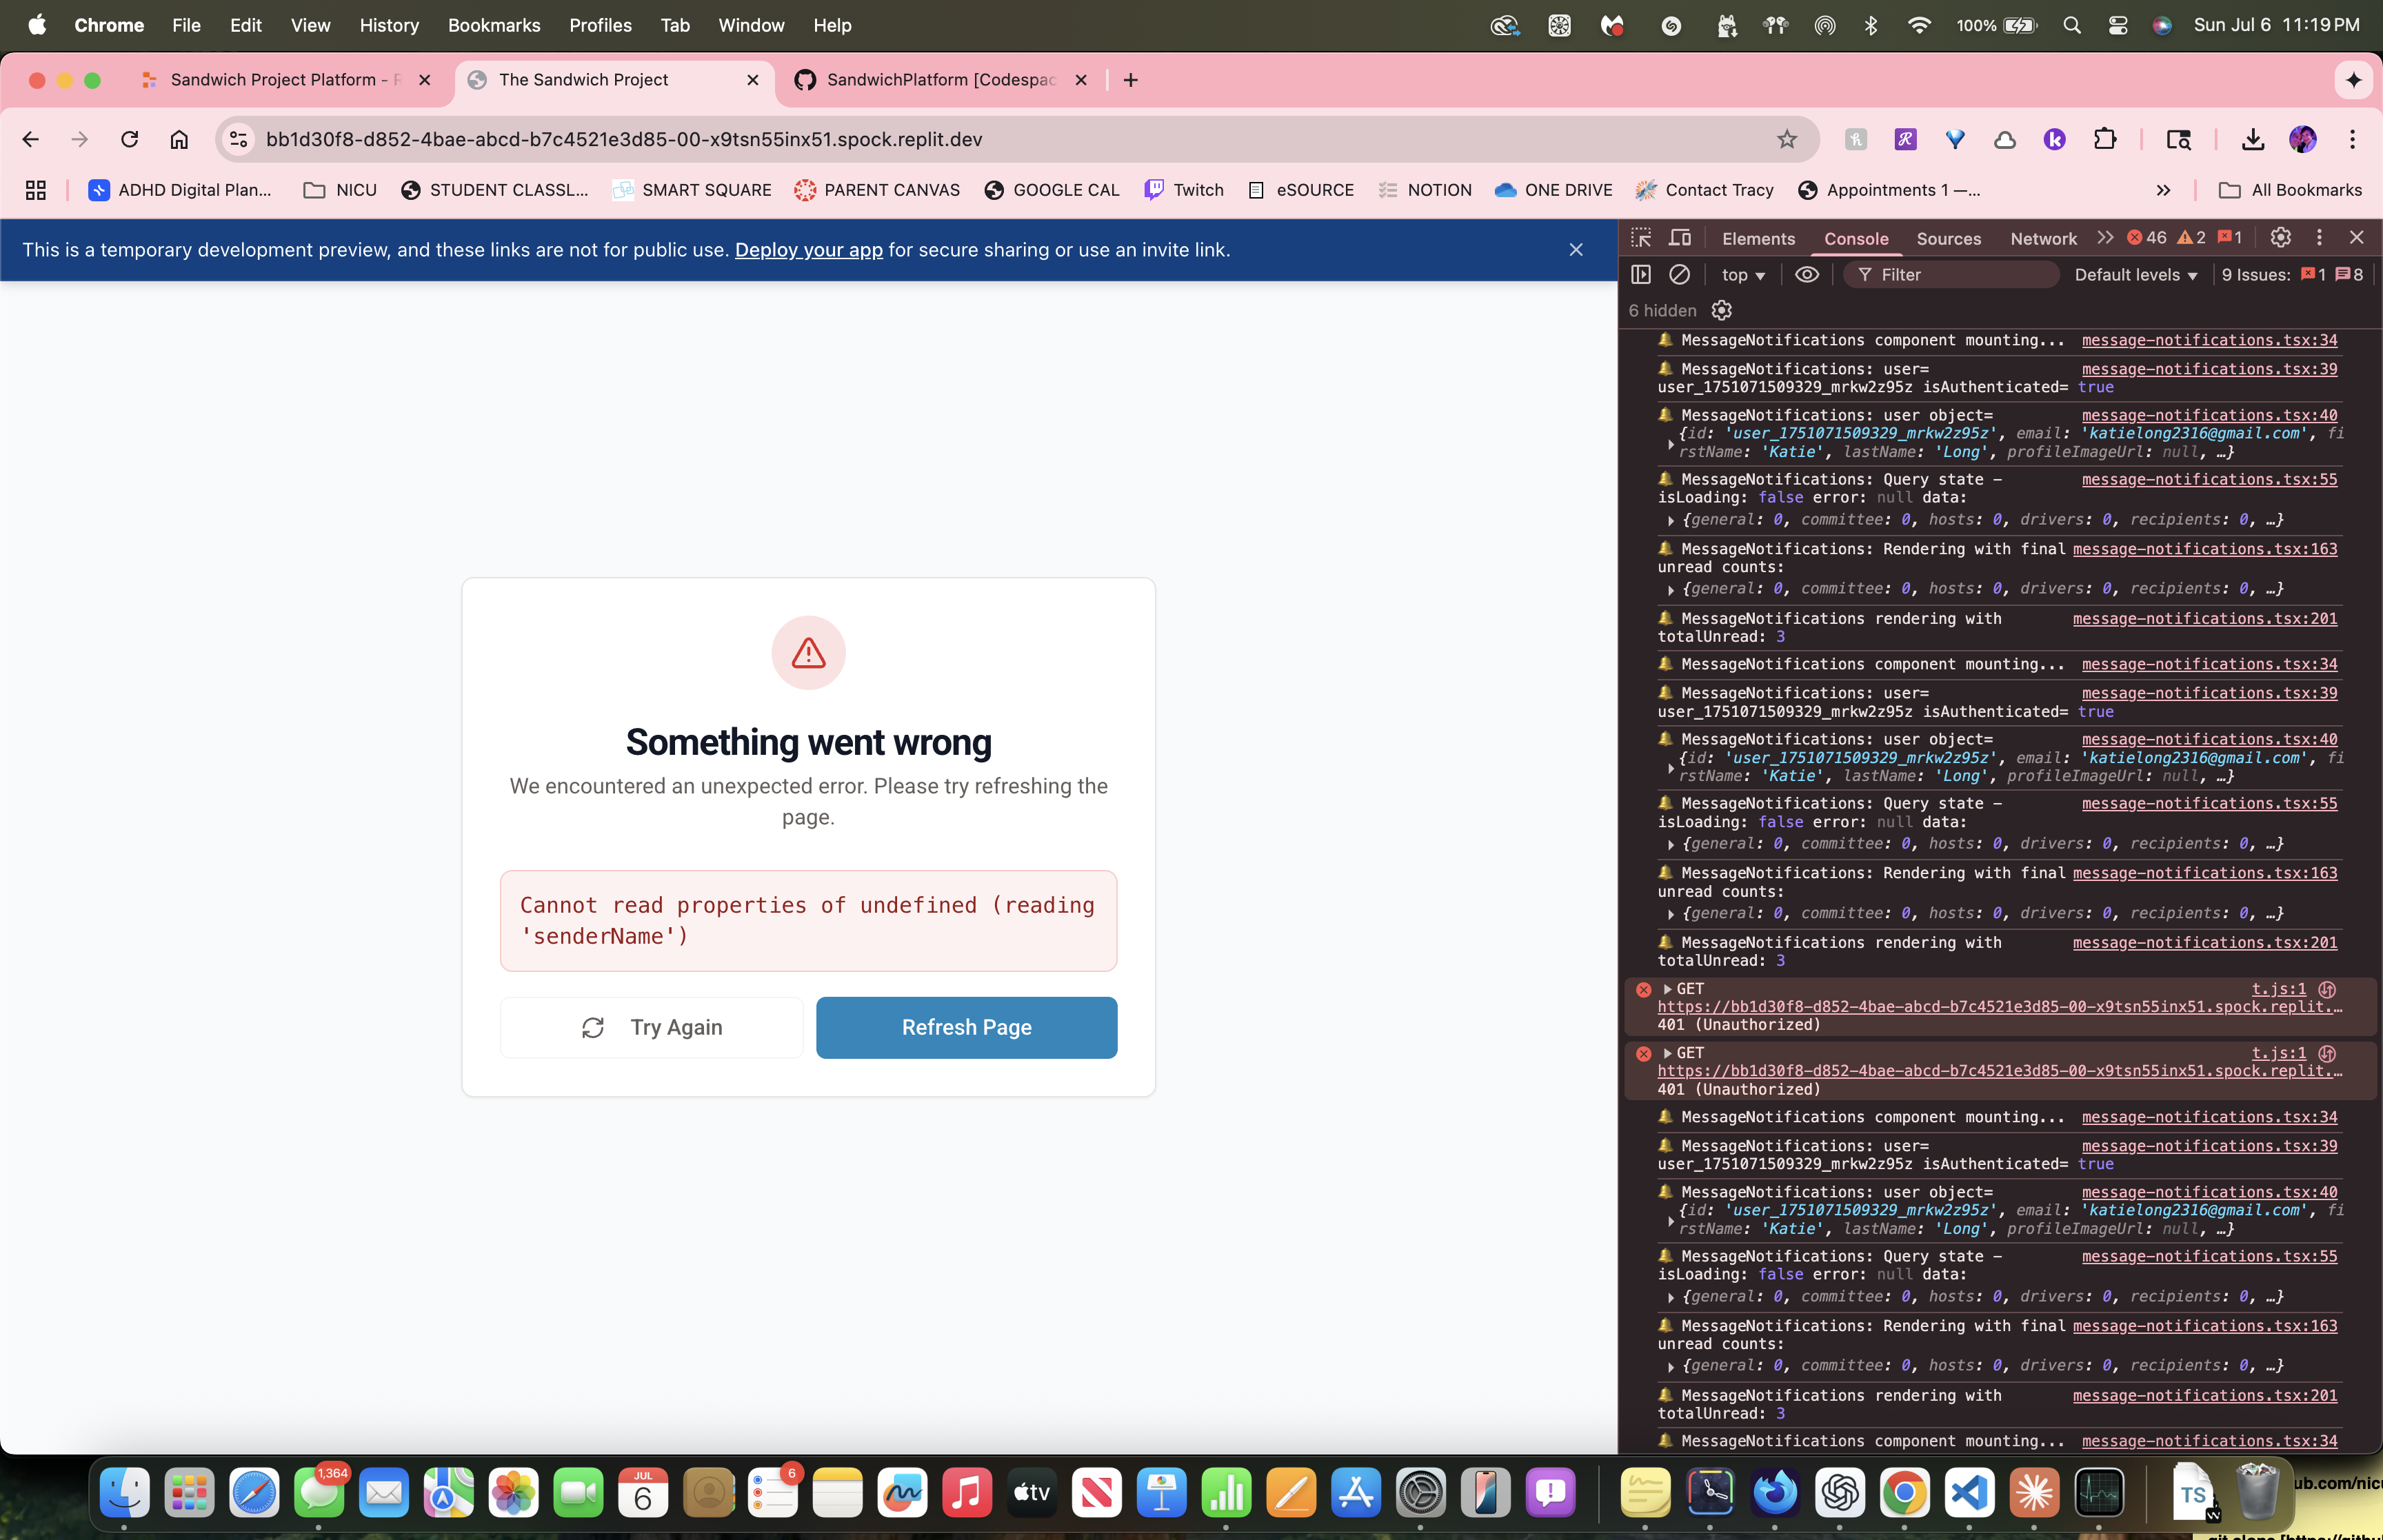 Chrome File Edit View History Bookmarks Profiles Tab Window Help 100% Sun Jul 6 11:19 PM
Sandwich Project Platform - The Sandwich Project SandwichPlatform [Codespac
bb1d30f8-d852-4bae-abcd-b7c4521e3d85-00-x9tsn55inx51.spock.replit.dev
ADHD Digital Plan... NICU STUDENT CLASSL... SMART SQUARE PARENT CANVAS GOOGLE CAL Twitch eSOURCE NOTION ONE DRIVE Contact Tracy Appointments 1 —... All Bookmarks
This is a temporary development preview, and these links are not for public use. Deploy your app for secure sharing or use an invite link.
Something went wrong
We encountered an unexpected error. Please try refreshing the
page.
Cannot read properties of undefined (reading
'senderName')
Try Again Refresh Page
Elements Console Sources Network 46 2 1
top Filter Default levels 9 Issues: 1 8
6 hidden
MessageNotifications component mounting... message-notifications.tsx:34
MessageNotifications: user= message-notifications.tsx:39
user_1751071509329_mrkw2z95z isAuthenticated= true
MessageNotifications: user object= message-notifications.tsx:40
{id: 'user_1751071509329_mrkw2z95z', email: 'katielong2316@gmail.com', fi
rstName: 'Katie', lastName: 'Long', profileImageUrl: null, …}
MessageNotifications: Query state – message-notifications.tsx:55
isLoading: false error: null data:
{general: 0, committee: 0, hosts: 0, drivers: 0, recipients: 0, …}
MessageNotifications: Rendering with final message-notifications.tsx:163
unread counts:
{general: 0, committee: 0, hosts: 0, drivers: 0, recipients: 0, …}
MessageNotifications rendering with message-notifications.tsx:201
totalUnread: 3
MessageNotifications component mounting... message-notifications.tsx:34
MessageNotifications: user= message-notifications.tsx:39
user_1751071509329_mrkw2z95z isAuthenticated= true
MessageNotifications: user object= message-notifications.tsx:40
{id: 'user_1751071509329_mrkw2z95z', email: 'katielong2316@gmail.com', fi
rstName: 'Katie', lastName: 'Long', profileImageUrl: null, …}
MessageNotifications: Query state – message-notifications.tsx:55
isLoading: false error: null data:
{general: 0, committee: 0, hosts: 0, drivers: 0, recipients: 0, …}
MessageNotifications: Rendering with final message-notifications.tsx:163
unread counts:
{general: 0, committee: 0, hosts: 0, drivers: 0, recipients: 0, …}
MessageNotifications rendering with message-notifications.tsx:201
totalUnread: 3
GET t.js:1
https://bb1d30f8-d852-4bae-abcd-b7c4521e3d85-00-x9tsn55inx51.spock.replit.…
401 (Unauthorized)
GET t.js:1
https://bb1d30f8-d852-4bae-abcd-b7c4521e3d85-00-x9tsn55inx51.spock.replit.…
401 (Unauthorized)
MessageNotifications component mounting... message-notifications.tsx:34
MessageNotifications: user= message-notifications.tsx:39
user_1751071509329_mrkw2z95z isAuthenticated= true
MessageNotifications: user object= message-notifications.tsx:40
{id: 'user_1751071509329_mrkw2z95z', email: 'katielong2316@gmail.com', fi
rstName: 'Katie', lastName: 'Long', profileImageUrl: null, …}
MessageNotifications: Query state – message-notifications.tsx:55
isLoading: false error: null data:
{general: 0, committee: 0, hosts: 0, drivers: 0, recipients: 0, …}
MessageNotifications: Rendering with final message-notifications.tsx:163
unread counts:
{general: 0, committee: 0, hosts: 0, drivers: 0, recipients: 0, …}
MessageNotifications rendering with message-notifications.tsx:201
totalUnread: 3
MessageNotifications component mounting... message-notifications.tsx:34
1,364 JUL 6 6 tv TS ub.com/nicu